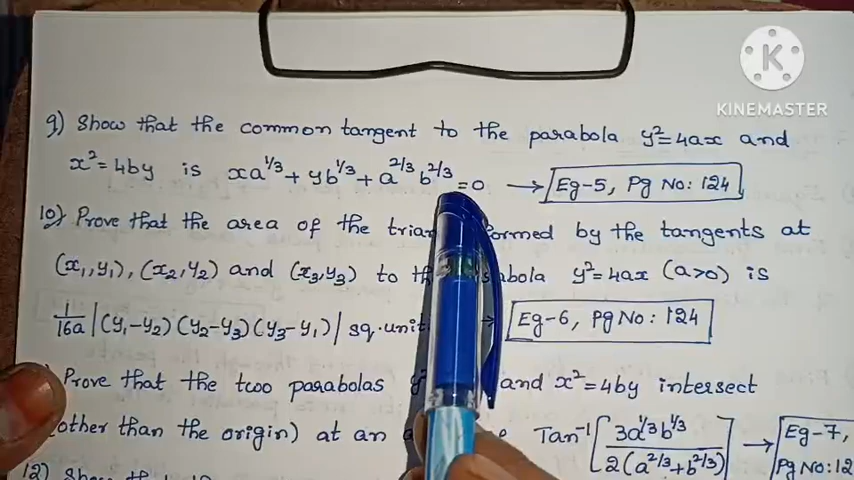 KINEMASTER
9) Show that the common tangent to the parabola y²=4ax and
x²=4by is xa^1/3+yb^1/3+a^2/3 b^2/3=0 → Eg-5, Pg No: 124
10) Prove that the area of the formed by the tangents at
(x₁,y₁), (x₂,y₂) and (x₃,y₃) to y²=4ax (a>0) is
1/16a |(y₁-y₂)(y₂-y₃)(y₃-y₁)| sq.unit → Eg-6, Pg No: 124
Prove that the two parabolas and x²=4by intersect
(other than the origin) at an Tan⁻¹[3a^1/3b^1/3/2(a^2/3+b^2/3)] → Eg-7, Pg No: 12
12)